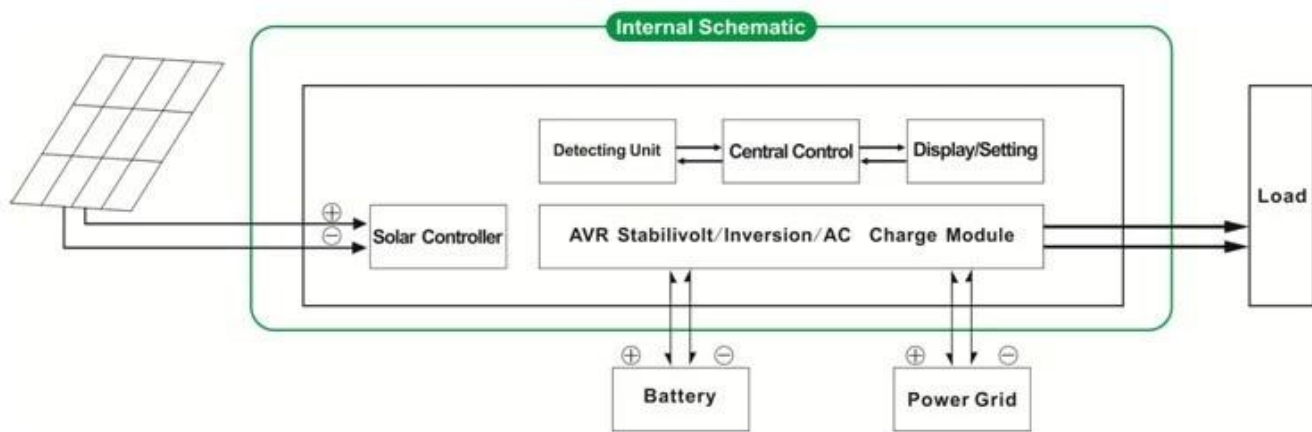 Internal Schematic
Detecting Unit
Central Control
Display/Setting
Load
⊕
⊖
Solar Controller
AVR Stabilivolt/Inversion/AC Charge Module
⊕ ⊖
⊕ ⊖
Battery
Power Grid